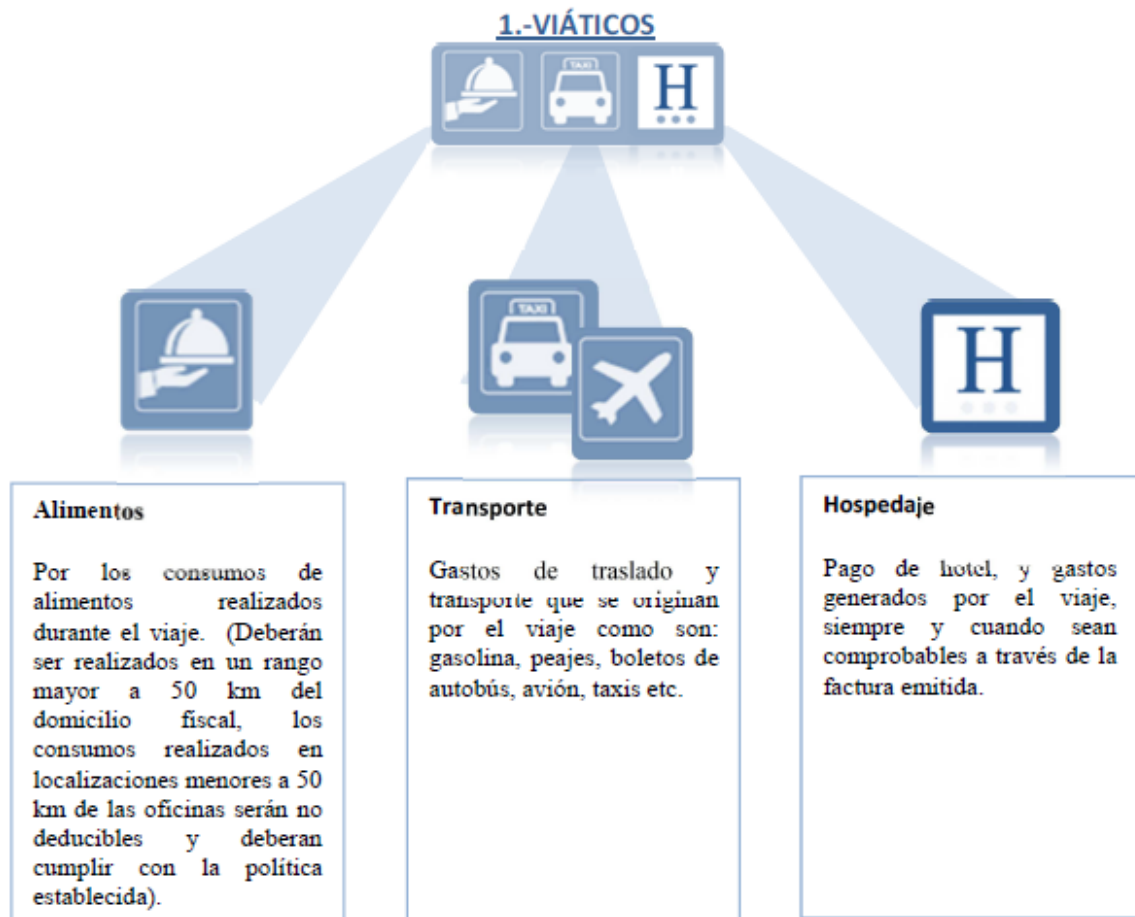 1.-VIÁTICOS
TAXI
H
TAXI
H
Alimentos
Por los consumos de
alimentos realizados
durante el viaje. (Deberán
ser realizados en un rango
mayor a 50 km del
domicilio fiscal, los
consumos realizados en
localizaciones menores a 50
km de las oficinas serán no
deducibles y deberan
cumplir con la política
establecida).
Transporte
Gastos de traslado y
transporte que se originan
por el viaje como son:
gasolina, peajes, boletos de
autobús, avión, taxis etc.
Hospedaje
Pago de hotel, y gastos
generados por el viaje,
siempre y cuando sean
comprobables a través de la
factura emitida.